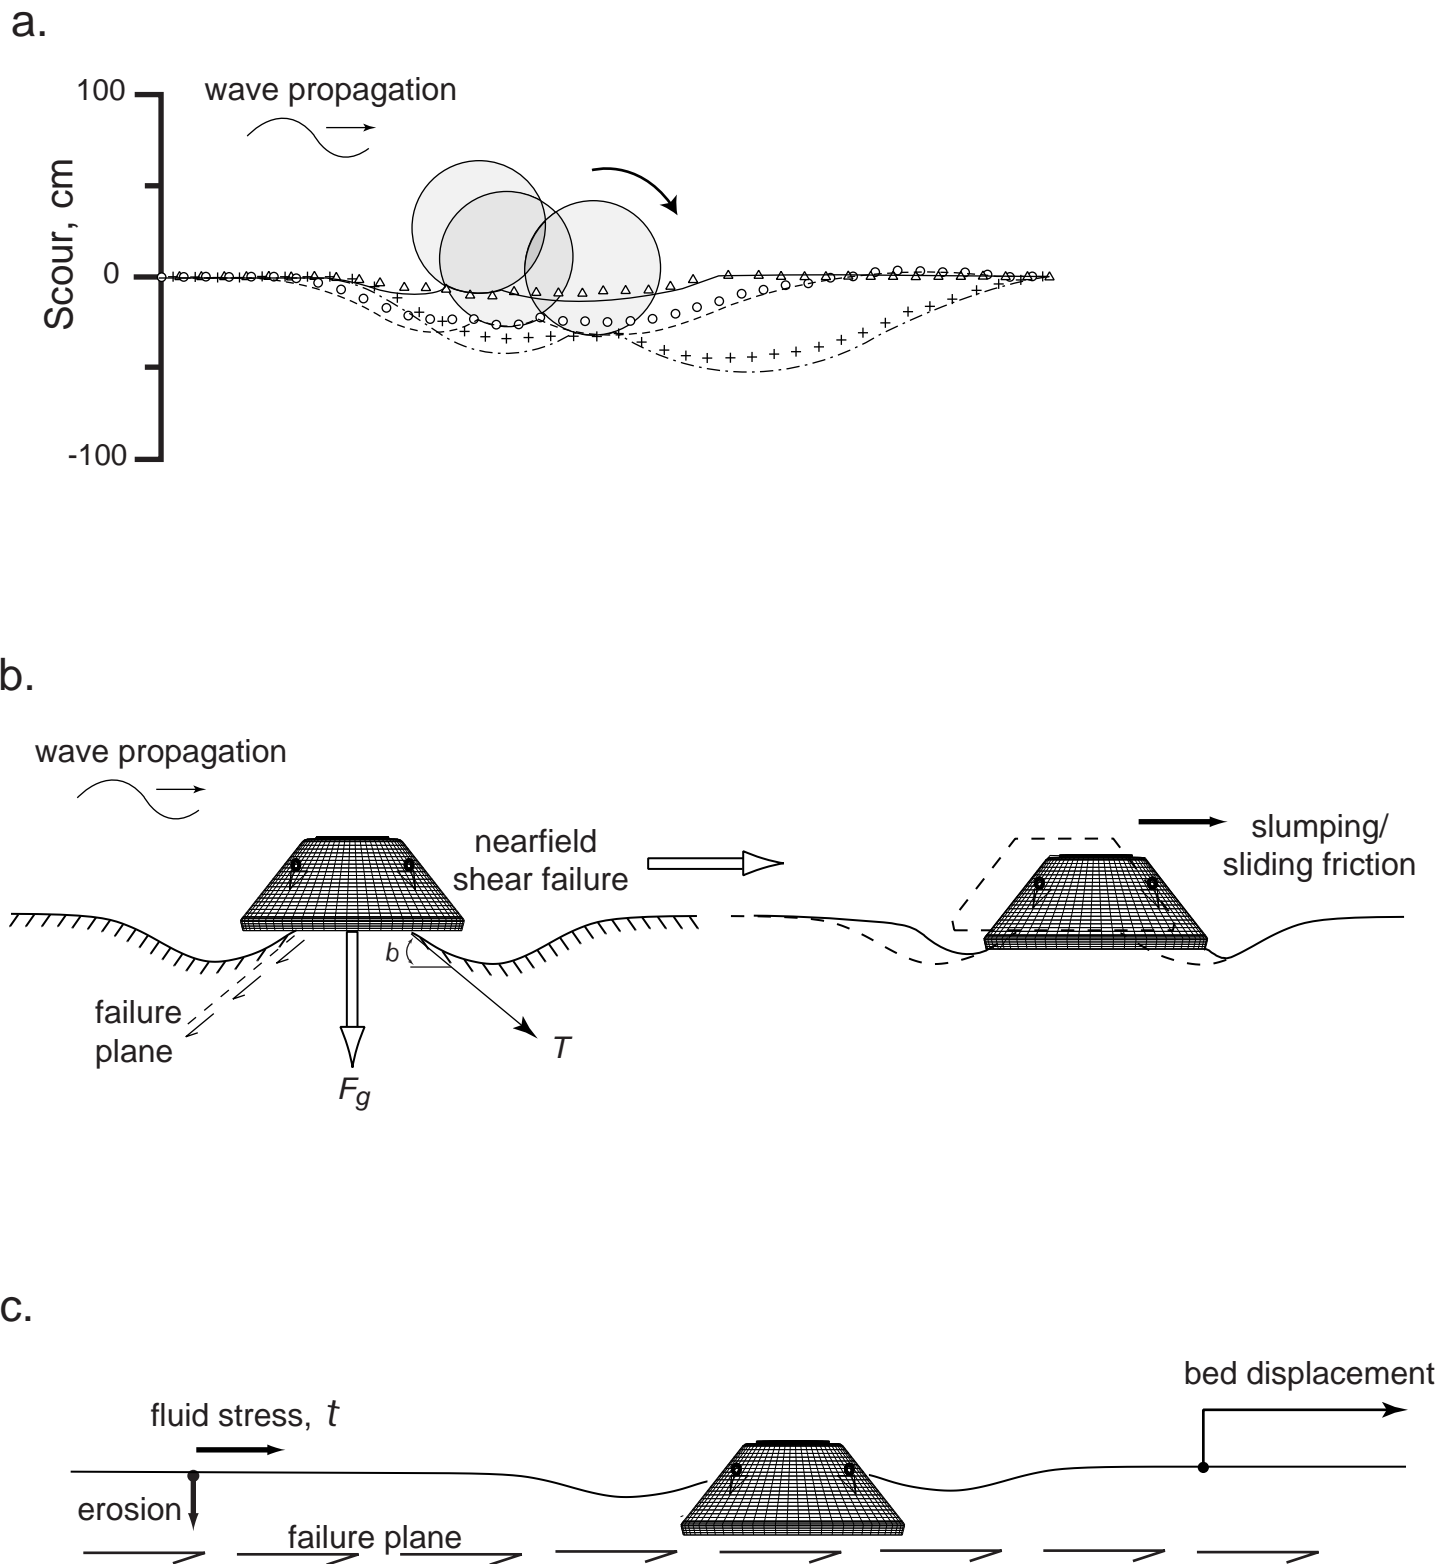 a.
100
wave propagation
Scour, cm
0
-100
b.
wave propagation
nearfield
shear failure
slumping/
sliding friction
b
failure
plane
T
Fg
c.
bed displacement
fluid stress, t
erosion
failure plane